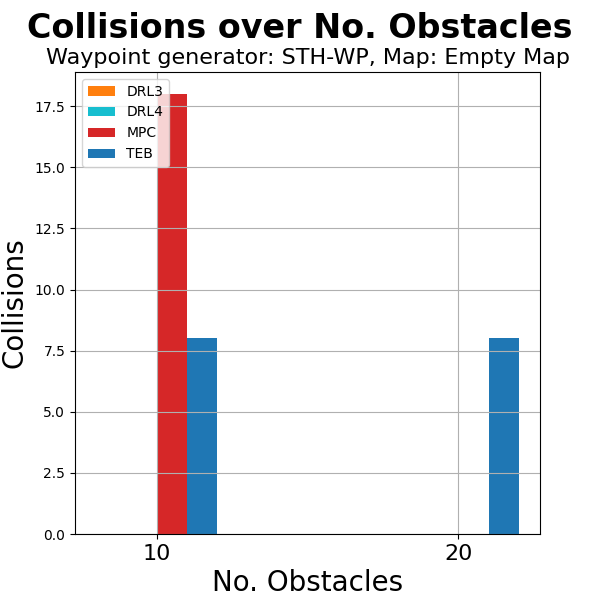 Collisions over No. Obstacles
Waypoint generator: STH-WP, Map: Empty Map
DRL3
DRL4
MPC
TEB
17.5
15.0
12.5
10.0
7.5
5.0
2.5
0.0
Collisions
10
20
No. Obstacles